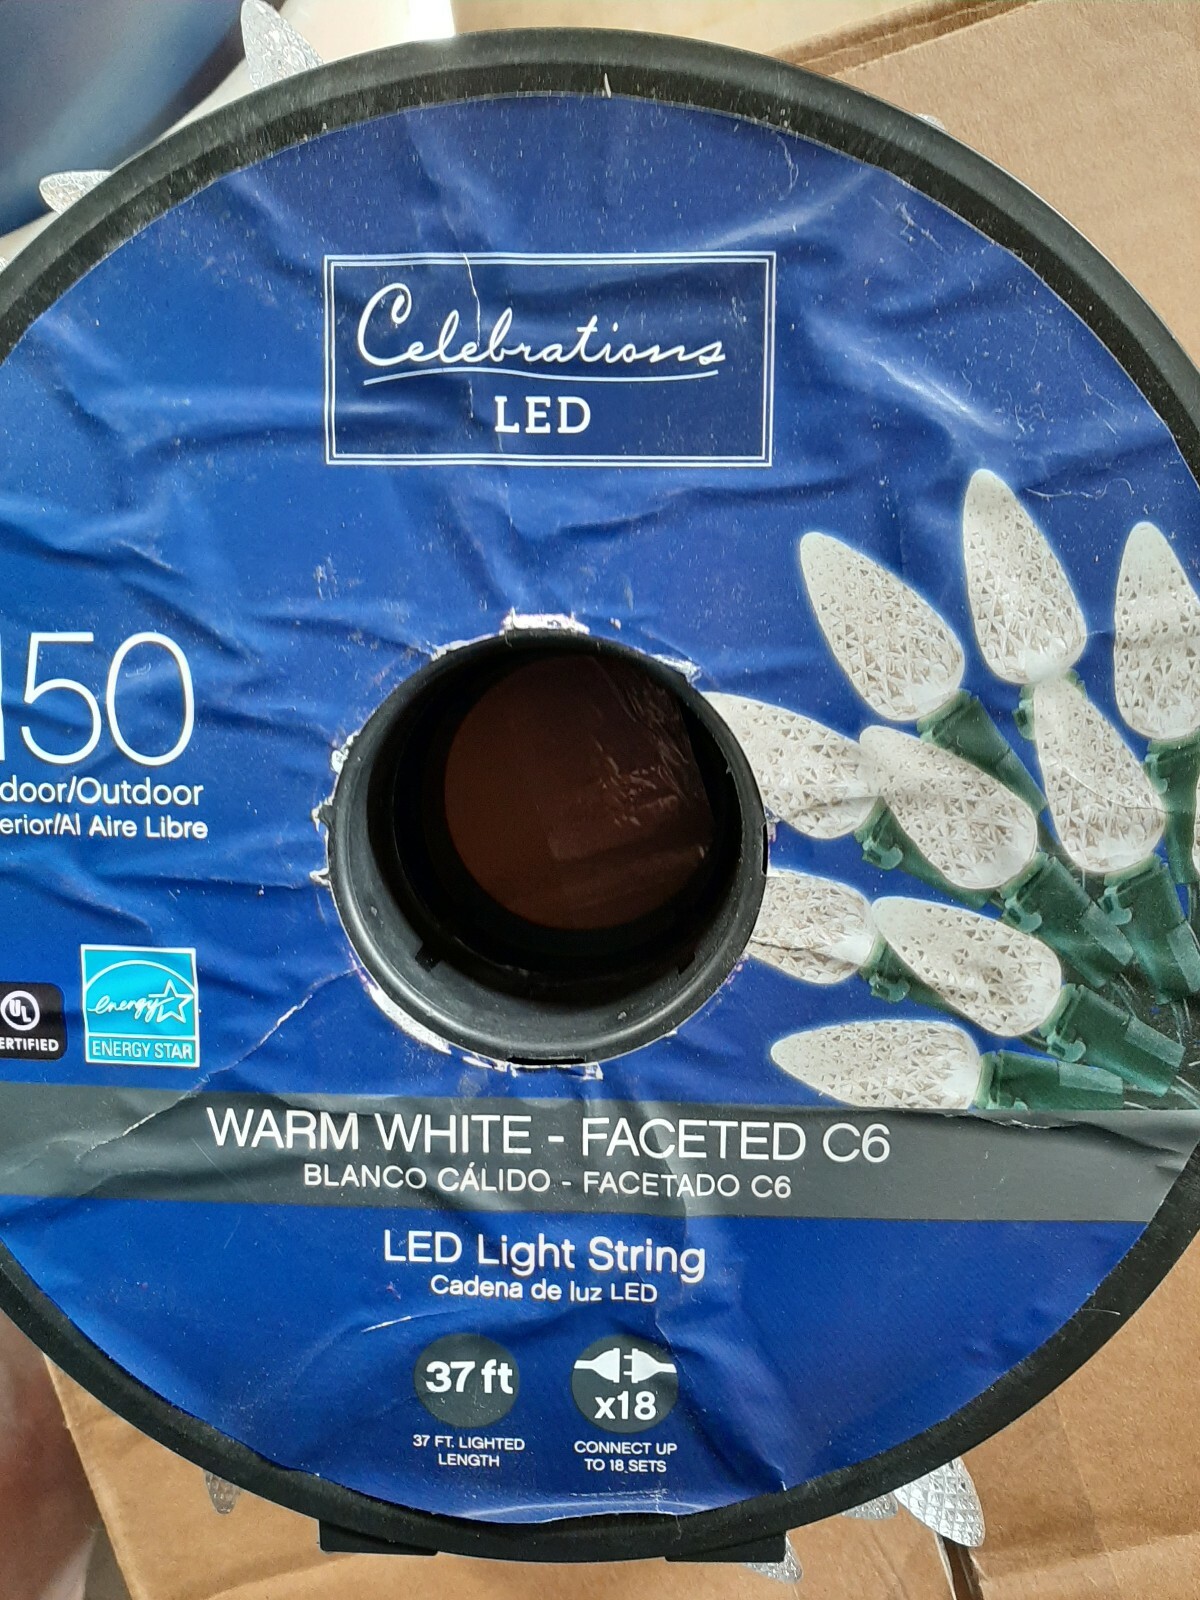 Celebrations
LED
150
door/Outdoor
erior/Al Aire Libre
UL
ERTIFIED
energy
ENERGY STAR
WARM WHITE - FACETED C6
BLANCO CÁLIDO - FACETADO C6
LED Light String
Cadena de luz LED
37 ft
37 FT. LIGHTED
LENGTH
x18
CONNECT UP
TO 18 SETS